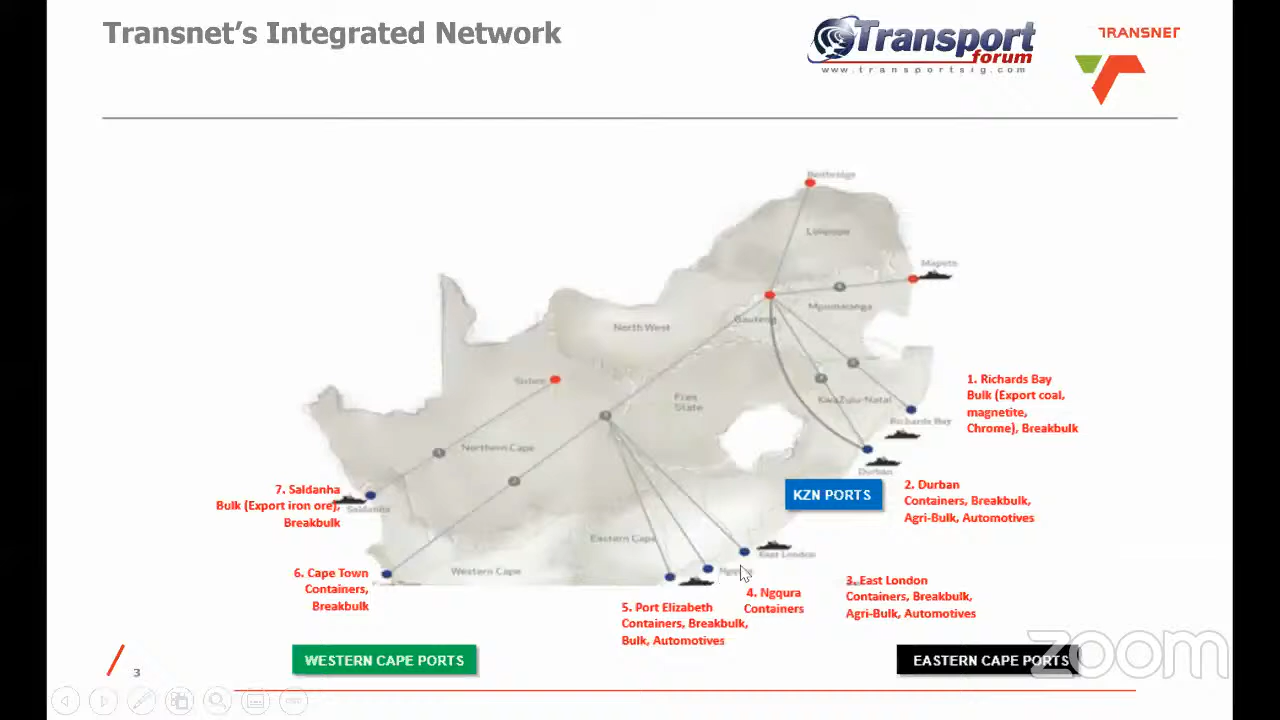 Transnet's Integrated Network
Transport
forum
www.transportsig.com
TRANSNET
Beitbridge
Limpopo
Maputo
Mpumalanga
Gauteng
North West
Sishen
Free
State
KwaZulu-Natal
Richards Bay
Durban
Northern Cape
Saldanha
Eastern Cape
East London
Western Cape
1. Richards Bay
Bulk (Export coal,
magnetite,
Chrome), Breakbulk
KZN PORTS
2. Durban
Containers, Breakbulk,
Agri-Bulk, Automotives
7. Saldanha
Bulk (Export iron ore),
Breakbulk
6. Cape Town
Containers,
Breakbulk
5. Port Elizabeth
Containers, Breakbulk,
Bulk, Automotives
4. Ngqura
Containers
3. East London
Containers, Breakbulk,
Agri-Bulk, Automotives
WESTERN CAPE PORTS
EASTERN CAPE PORTS
3
zoom